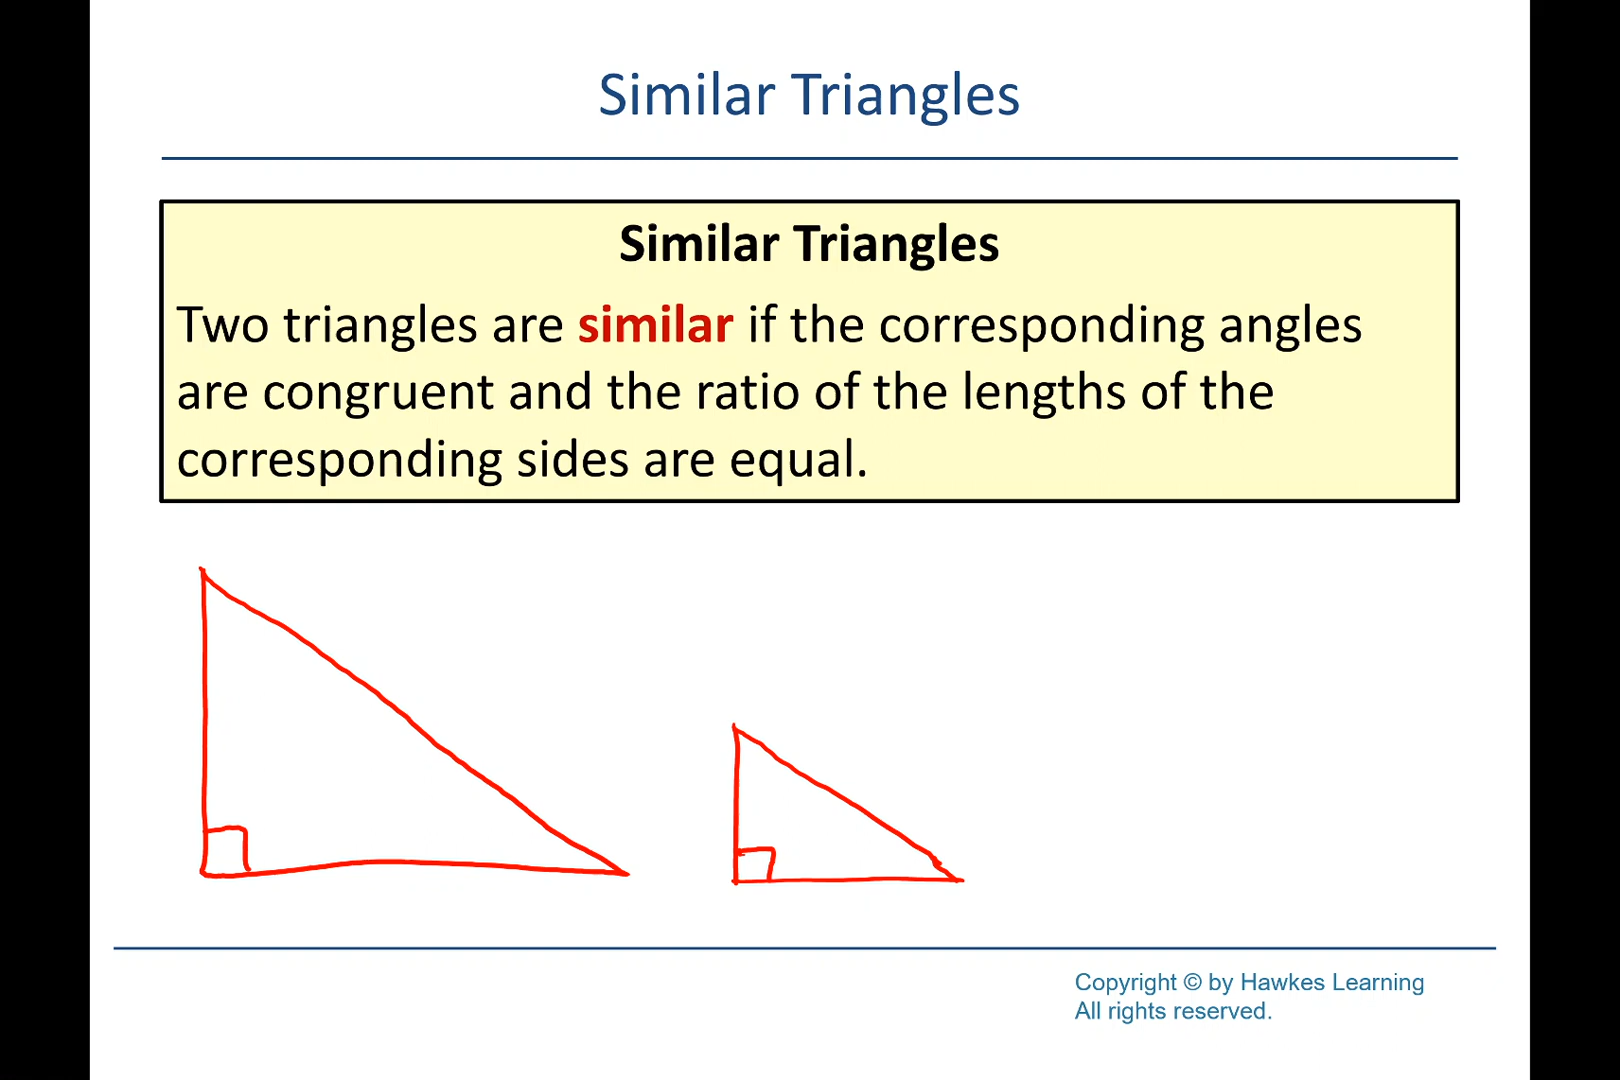 Similar Triangles
Similar Triangles
Two triangles are similar if the corresponding angles
are congruent and the ratio of the lengths of the
corresponding sides are equal.
Copyright © by Hawkes Learning
All rights reserved.